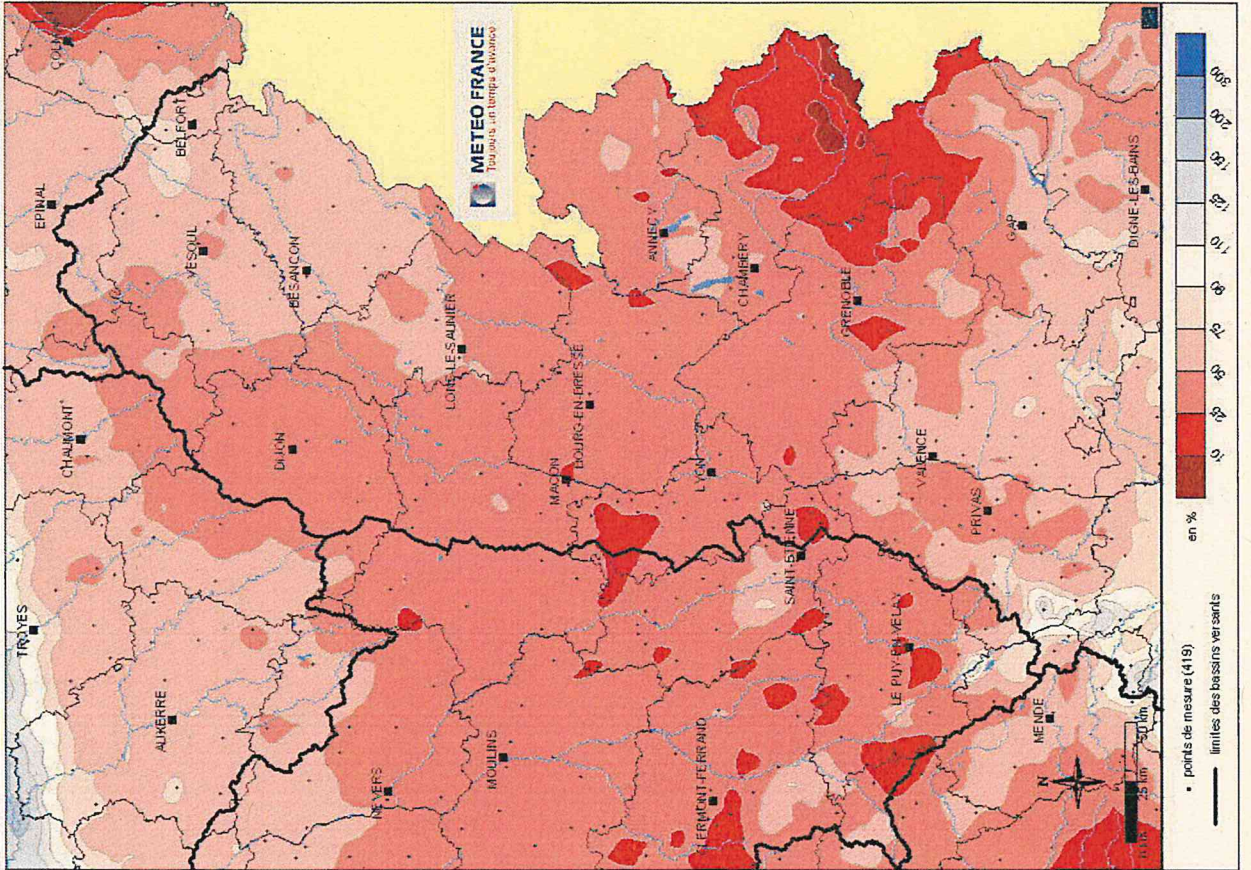 COLMAR
EPINAL
BELFORT
TROYES
CHAUMONT
VESOUL
AUXERRE
DIJON
BESANCON
METEO FRANCE
Toujours un temps d'avance
NEVERS
LONS-LE-SAUNIER
MOULINS
MACON
BOURG-EN-BRESSE
ANNECY
CLERMONT-FERRAND
LYON
CHAMBERY
SAINT-ETIENNE
GRENOBLE
LE PUY-EN-VELAY
VALENCE
PRIVAS
GAP
MENDE
DIGNE-LES-BAINS
N
25 km
50 km
points de mesure (419)
limites des bassins versants
en %
10
25
50
75
90
110
125
150
200
300